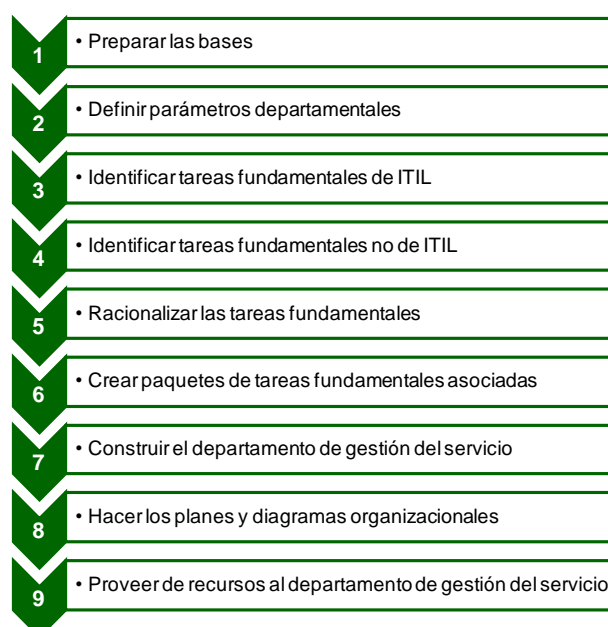 1 • Preparar las bases
2 • Definir parámetros departamentales
3 • Identificar tareas fundamentales de ITIL
4 • Identificar tareas fundamentales no de ITIL
5 • Racionalizar las tareas fundamentales
6 • Crear paquetes de tareas fundamentales asociadas
7 • Construir el departamento de gestión del servicio
8 • Hacer los planes y diagramas organizacionales
9 • Proveer de recursos al departamento de gestión del servicio